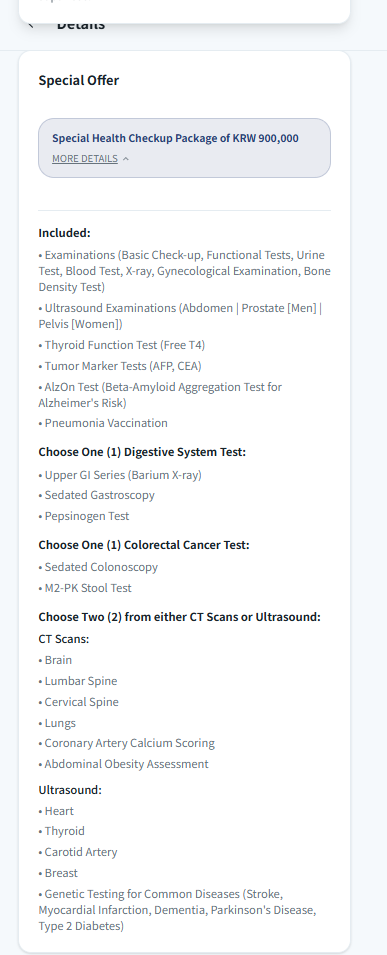 Details
Special Offer
Special Health Checkup Package of KRW 900,000
MORE DETAILS
Included:
• Examinations (Basic Check-up, Functional Tests, Urine
Test, Blood Test, X-ray, Gynecological Examination, Bone
Density Test)
• Ultrasound Examinations (Abdomen | Prostate [Men] |
Pelvis [Women])
• Thyroid Function Test (Free T4)
• Tumor Marker Tests (AFP, CEA)
• AlzOn Test (Beta-Amyloid Aggregation Test for
Alzheimer's Risk)
• Pneumonia Vaccination
Choose One (1) Digestive System Test:
• Upper GI Series (Barium X-ray)
• Sedated Gastroscopy
• Pepsinogen Test
Choose One (1) Colorectal Cancer Test:
• Sedated Colonoscopy
• M2-PK Stool Test
Choose Two (2) from either CT Scans or Ultrasound:
CT Scans:
• Brain
• Lumbar Spine
• Cervical Spine
• Lungs
• Coronary Artery Calcium Scoring
• Abdominal Obesity Assessment
Ultrasound:
• Heart
• Thyroid
• Carotid Artery
• Breast
• Genetic Testing for Common Diseases (Stroke,
Myocardial Infarction, Dementia, Parkinson's Disease,
Type 2 Diabetes)